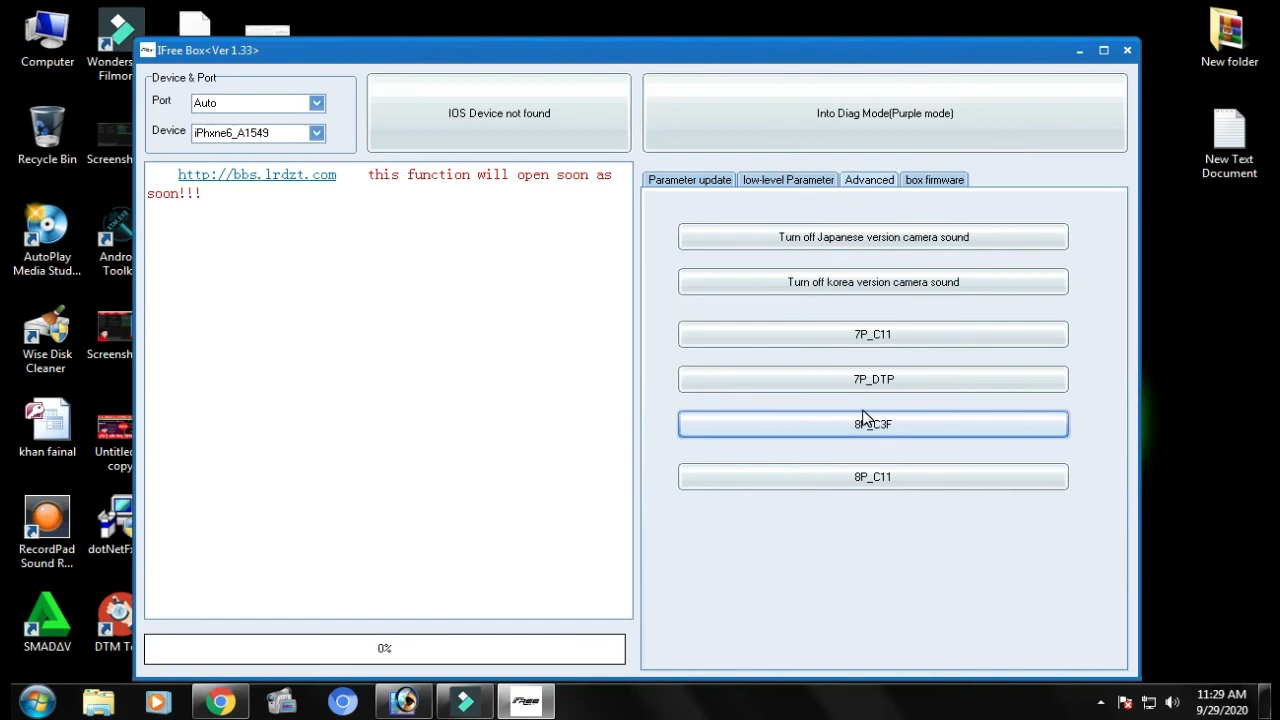 Computer
Wonders
Filmor
Recycle Bin
Screensh
AutoPlay
Media Stud...
Andro
Toolk
Wise Disk
Cleaner
Screensh
khan fainal
Untitled
copy
RecordPad
Sound R...
dotNetFx
SMADΔV
DTM T
IFree Box<Ver 1.33>
Device & Port
Port
Auto
Device
iPhxne6_A1549
IOS Device not found
Into Diag Mode(Purple mode)
http://bbs.lrdzt.com this function will open soon as
soon!!!
0%
Parameter update low-level Parameter Advanced box firmware
Turn off Japanese version camera sound
Turn off korea version camera sound
7P_C11
7P_DTP
8P_C3F
8P_C11
New folder
New Text
Document
IFree
11:29 AM
9/29/2020